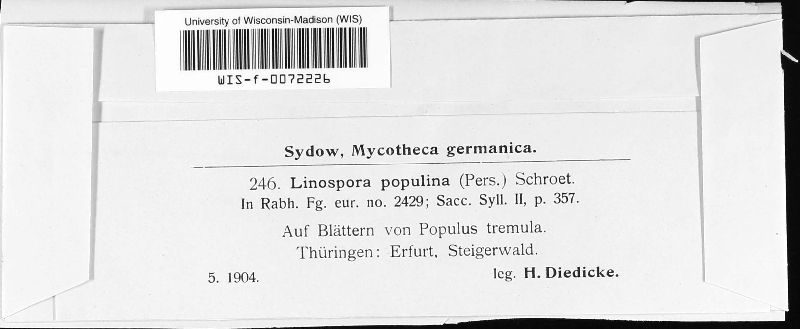 University of Wisconsin-Madison (WIS)
WIS-f-0072226
Sydow, Mycotheca germanica.
246. Linospora populina (Pers.) Schroet.
In Rabh. Fg. eur. no. 2429; Sacc. Syll. II, p. 357.
Auf Blättern von Populus tremula.
Thüringen: Erfurt, Steigerwald.
5. 1904. leg. H. Diedicke.